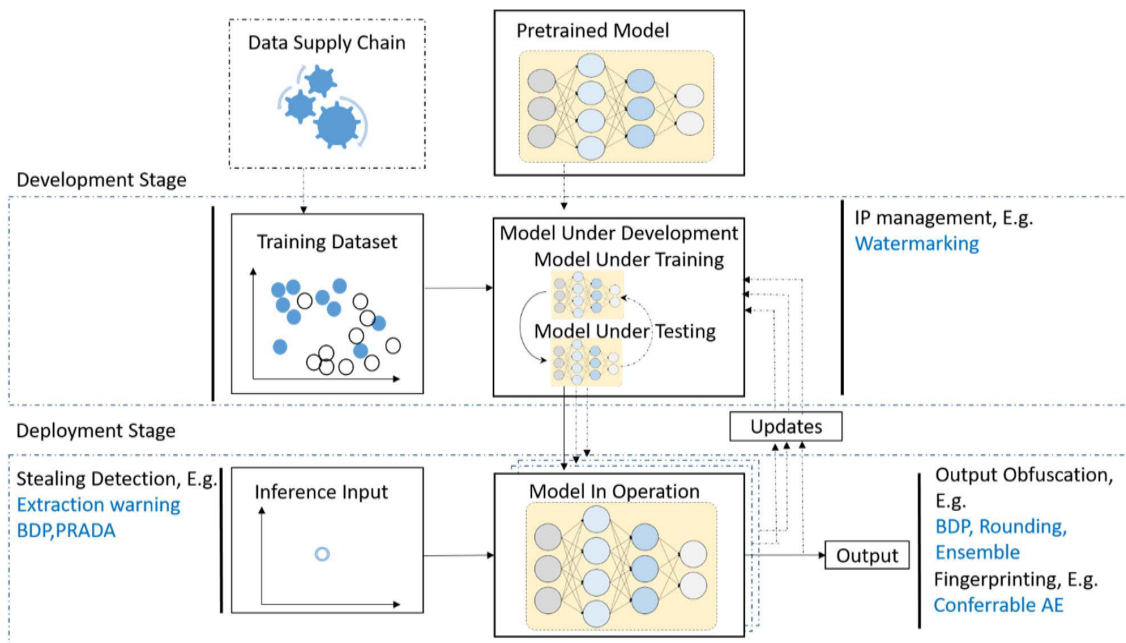 Data Supply Chain
Pretrained Model
Development Stage
Training Dataset
Model Under Development
Model Under Training
Model Under Testing
IP management, E.g.
Watermarking
Updates
Deployment Stage
Stealing Detection, E.g.
Extraction warning
BDP,PRADA
Inference Input
Model In Operation
Output
Output Obfuscation,
E.g.
BDP, Rounding,
Ensemble
Fingerprinting, E.g.
Conferrable AE